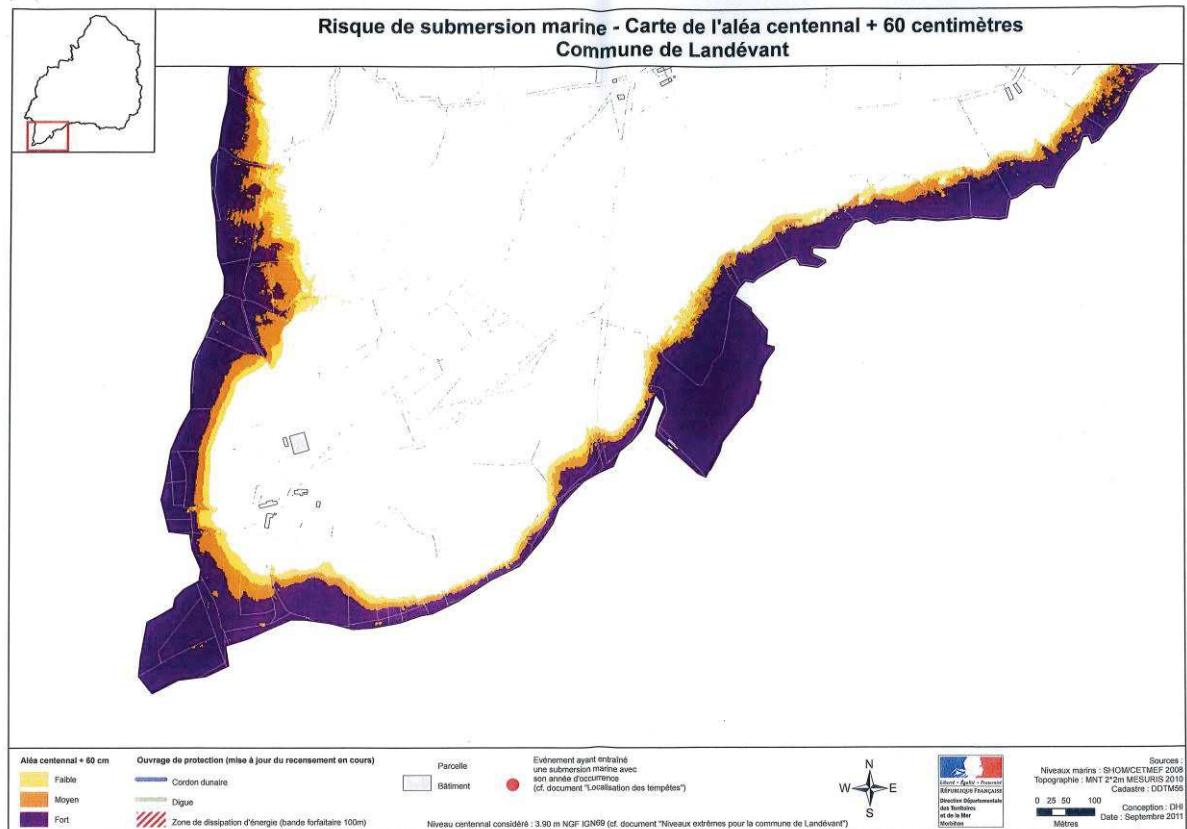 Risque de submersion marine - Carte de l'aléa centennal + 60 centimètres
Commune de Landévant
Aléa centennal + 60 cm
Faible
Moyen
Fort
Ouvrage de protection (mise à jour du recensement en cours)
Cordon dunaire
Digue
Zone de dissipation d'énergie (bande forfaitaire 100m)
Parcelle
Bâtiment
Evénement ayant entraîné
une submersion marine avec
son année d'occurrence
(cf. document "Localisation des tempêtes")
Niveau centennal considéré : 3.90 m NGF IGN69 (cf. document "Niveaux extrêmes pour la commune de Landévant")
N
W E
S
Liberté • Égalité • Fraternité
RÉPUBLIQUE FRANÇAISE
Direction Départementale
des Territoires
et de la Mer
Morbihan
Sources :
Niveaux marins : SHOM/CETMEF 2008
Topographie : MNT 2*2m MESURIS 2010
Cadastre : DDTM56
0 25 50 100
Mètres
Conception : DHI
Date : Septembre 2011